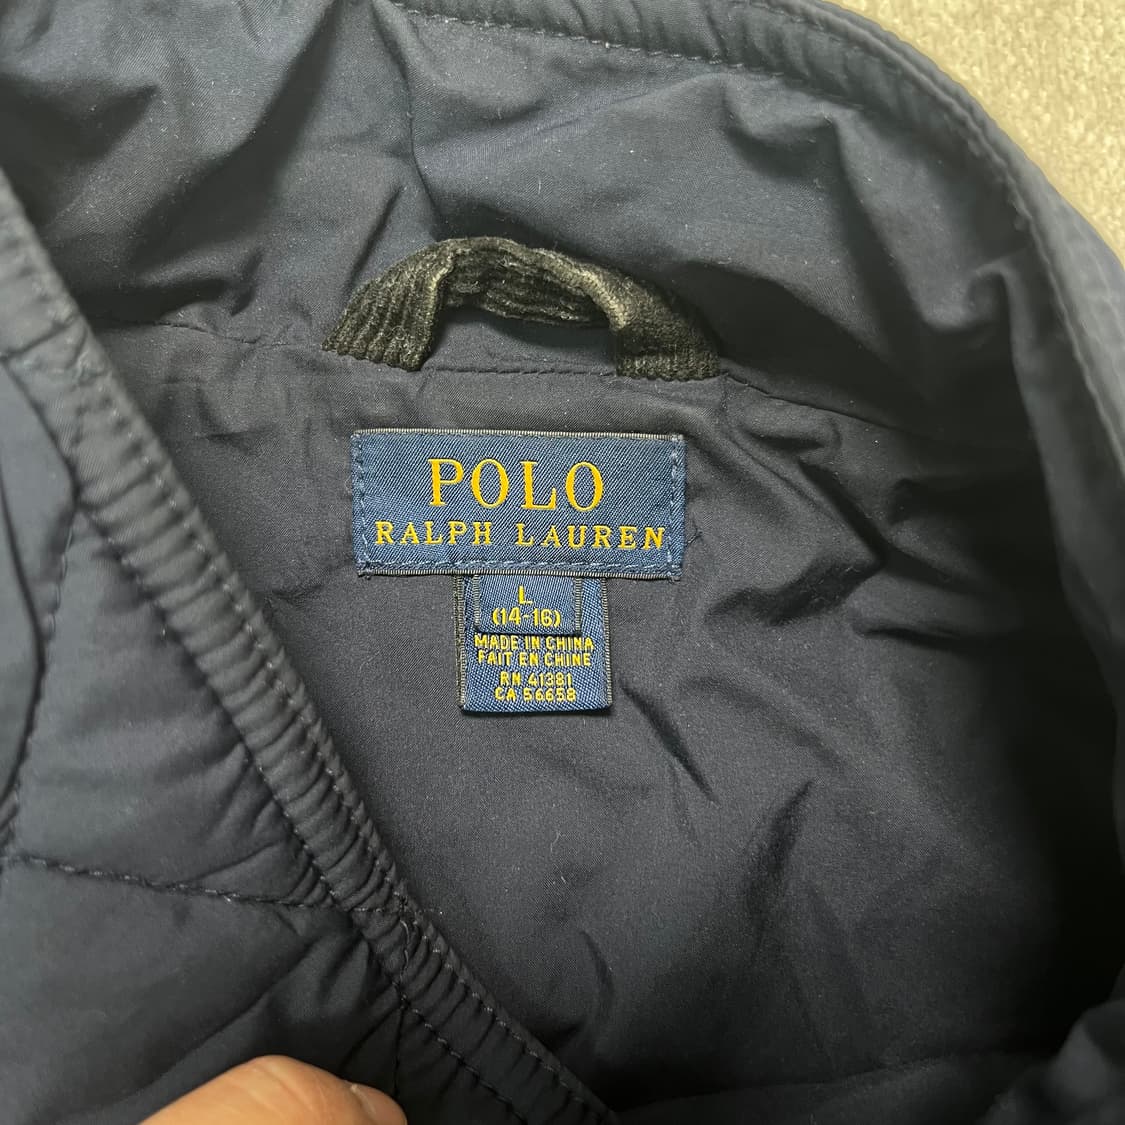 POLO
RALPH LAUREN
L
(14-16)
MADE IN CHINA
FAIT EN CHINE
RN 41381
CA 56658